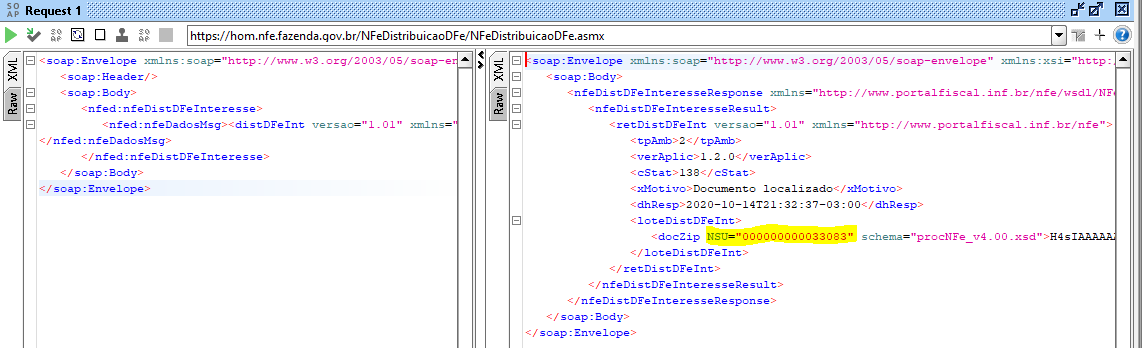 Request 1
https://hom.nfe.fazenda.gov.br/NFeDistribuicaoDFe/NFeDistribuicaoDFe.asmx
XML
Raw
<soap:Envelope xmlns:soap="http://www.w3.org/2003/05/soap-en
<soap:Header/>
<soap:Body>
<nfed:nfeDistDFeInteresse>
<nfed:nfeDadosMsg><distDFeInt versao="1.01" xmlns="
</nfed:nfeDadosMsg>
</nfed:nfeDistDFeInteresse>
</soap:Body>
</soap:Envelope>
XML
Raw
<soap:Envelope xmlns:soap="http://www.w3.org/2003/05/soap-envelope" xmlns:xsi="http:/
<soap:Body>
<nfeDistDFeInteresseResponse xmlns="http://www.portalfiscal.inf.br/nfe/wsdl/NFe
<nfeDistDFeInteresseResult>
<retDistDFeInt versao="1.01" xmlns="http://www.portalfiscal.inf.br/nfe">
<tpAmb>2</tpAmb>
<verAplic>1.2.0</verAplic>
<cStat>138</cStat>
<xMotivo>Documento localizado</xMotivo>
<dhResp>2020-10-14T21:32:37-03:00</dhResp>
<loteDistDFeInt>
<docZip NSU="000000000033083" schema="procNFe_v4.00.xsd">H4sIAAAAA
</loteDistDFeInt>
</retDistDFeInt>
</nfeDistDFeInteresseResult>
</nfeDistDFeInteresseResponse>
</soap:Body>
</soap:Envelope>